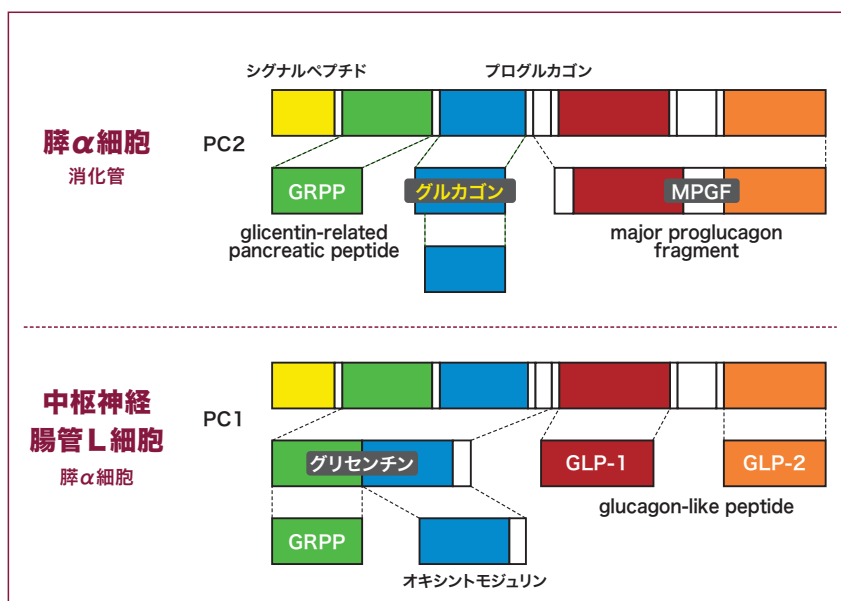 シグナルペプチド
プログルカゴン
膵α細胞
消化管
PC2
GRPP
グルカゴン
MPGF
glicentin-related
pancreatic peptide
major proglucagon
fragment
中枢神経
腸管L細胞
膵α細胞
PC1
グリセンチン
GLP-1
GLP-2
glucagon-like peptide
GRPP
オキシントモジュリン